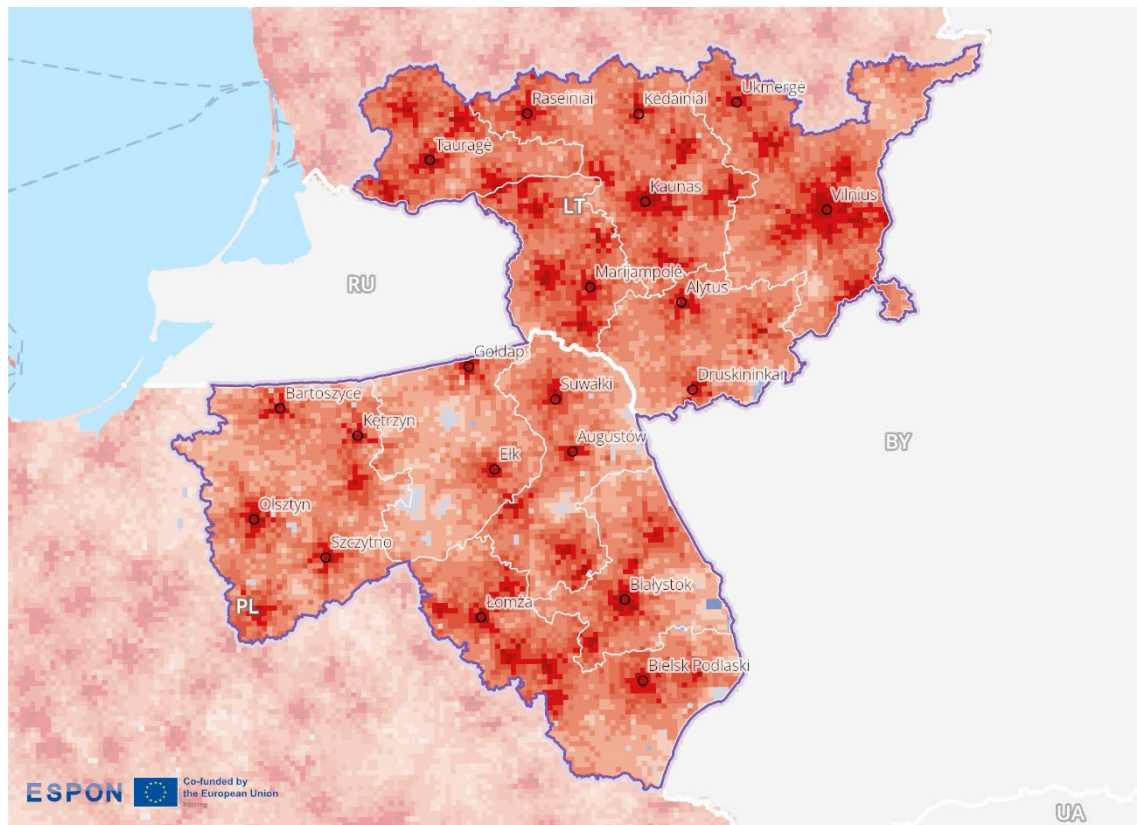 Ukmergė
Raseiniai
Kėdainiai
Tauragė
Kaunas
Vilnius
LT
RU
Marijampolė
Alytus
Gołdap
Suwałki
Druskininkai
Bartoszyce
Kętrzyn
Augustów
BY
Ełk
Olsztyn
Szczytno
Białystok
PL
Łomża
Bielsk Podlaski
ESPON
Co-funded by
the European Union
Interreg
UA